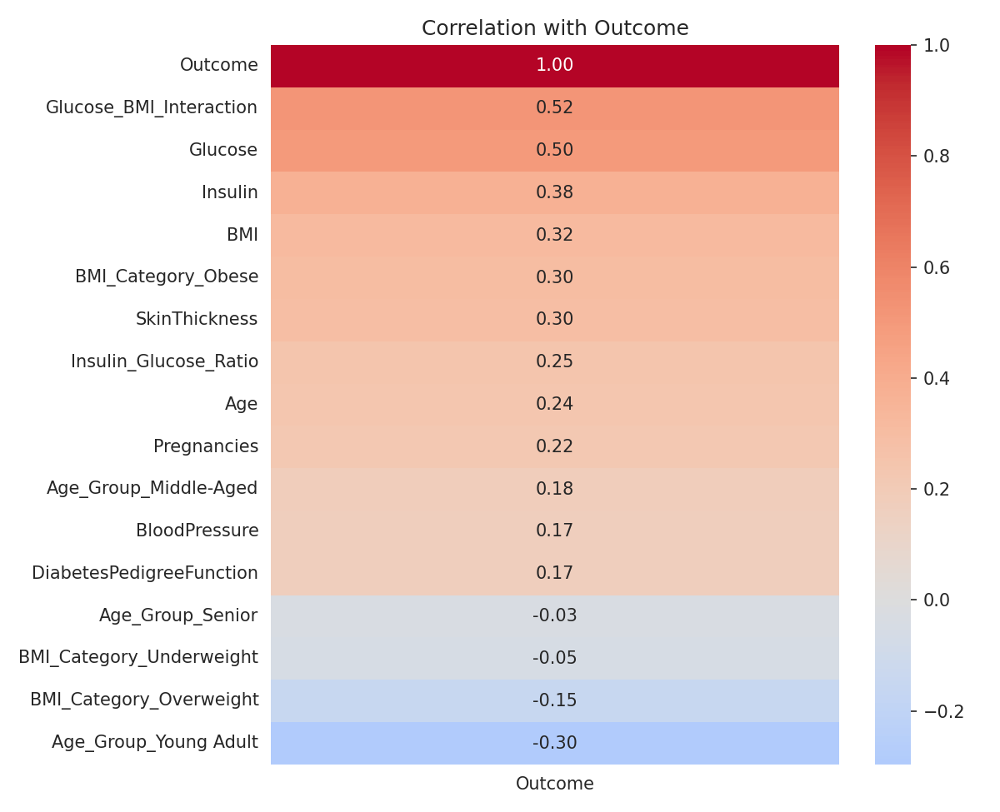 Correlation with Outcome
Outcome 1.00
Glucose_BMI_Interaction 0.52
Glucose 0.50
Insulin 0.38
BMI 0.32
BMI_Category_Obese 0.30
SkinThickness 0.30
Insulin_Glucose_Ratio 0.25
Age 0.24
Pregnancies 0.22
Age_Group_Middle-Aged 0.18
BloodPressure 0.17
DiabetesPedigreeFunction 0.17
Age_Group_Senior -0.03
BMI_Category_Underweight -0.05
BMI_Category_Overweight -0.15
Age_Group_Young Adult -0.30
Outcome
1.0
0.8
0.6
0.4
0.2
0.0
−0.2